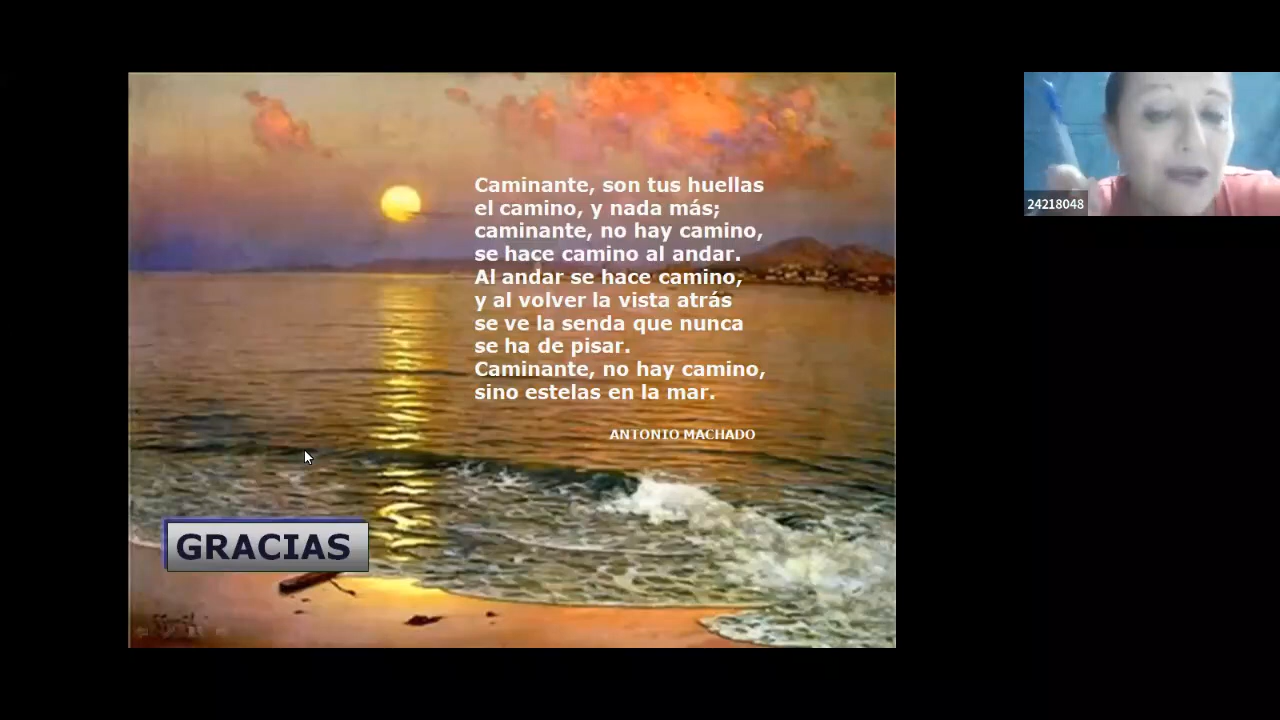 Caminante, son tus huellas
el camino, y nada más;
caminante, no hay camino,
se hace camino al andar.
Al andar se hace camino,
y al volver la vista atrás
se ve la senda que nunca
se ha de pisar.
Caminante, no hay camino,
sino estelas en la mar.
ANTONIO MACHADO
GRACIAS
24218048